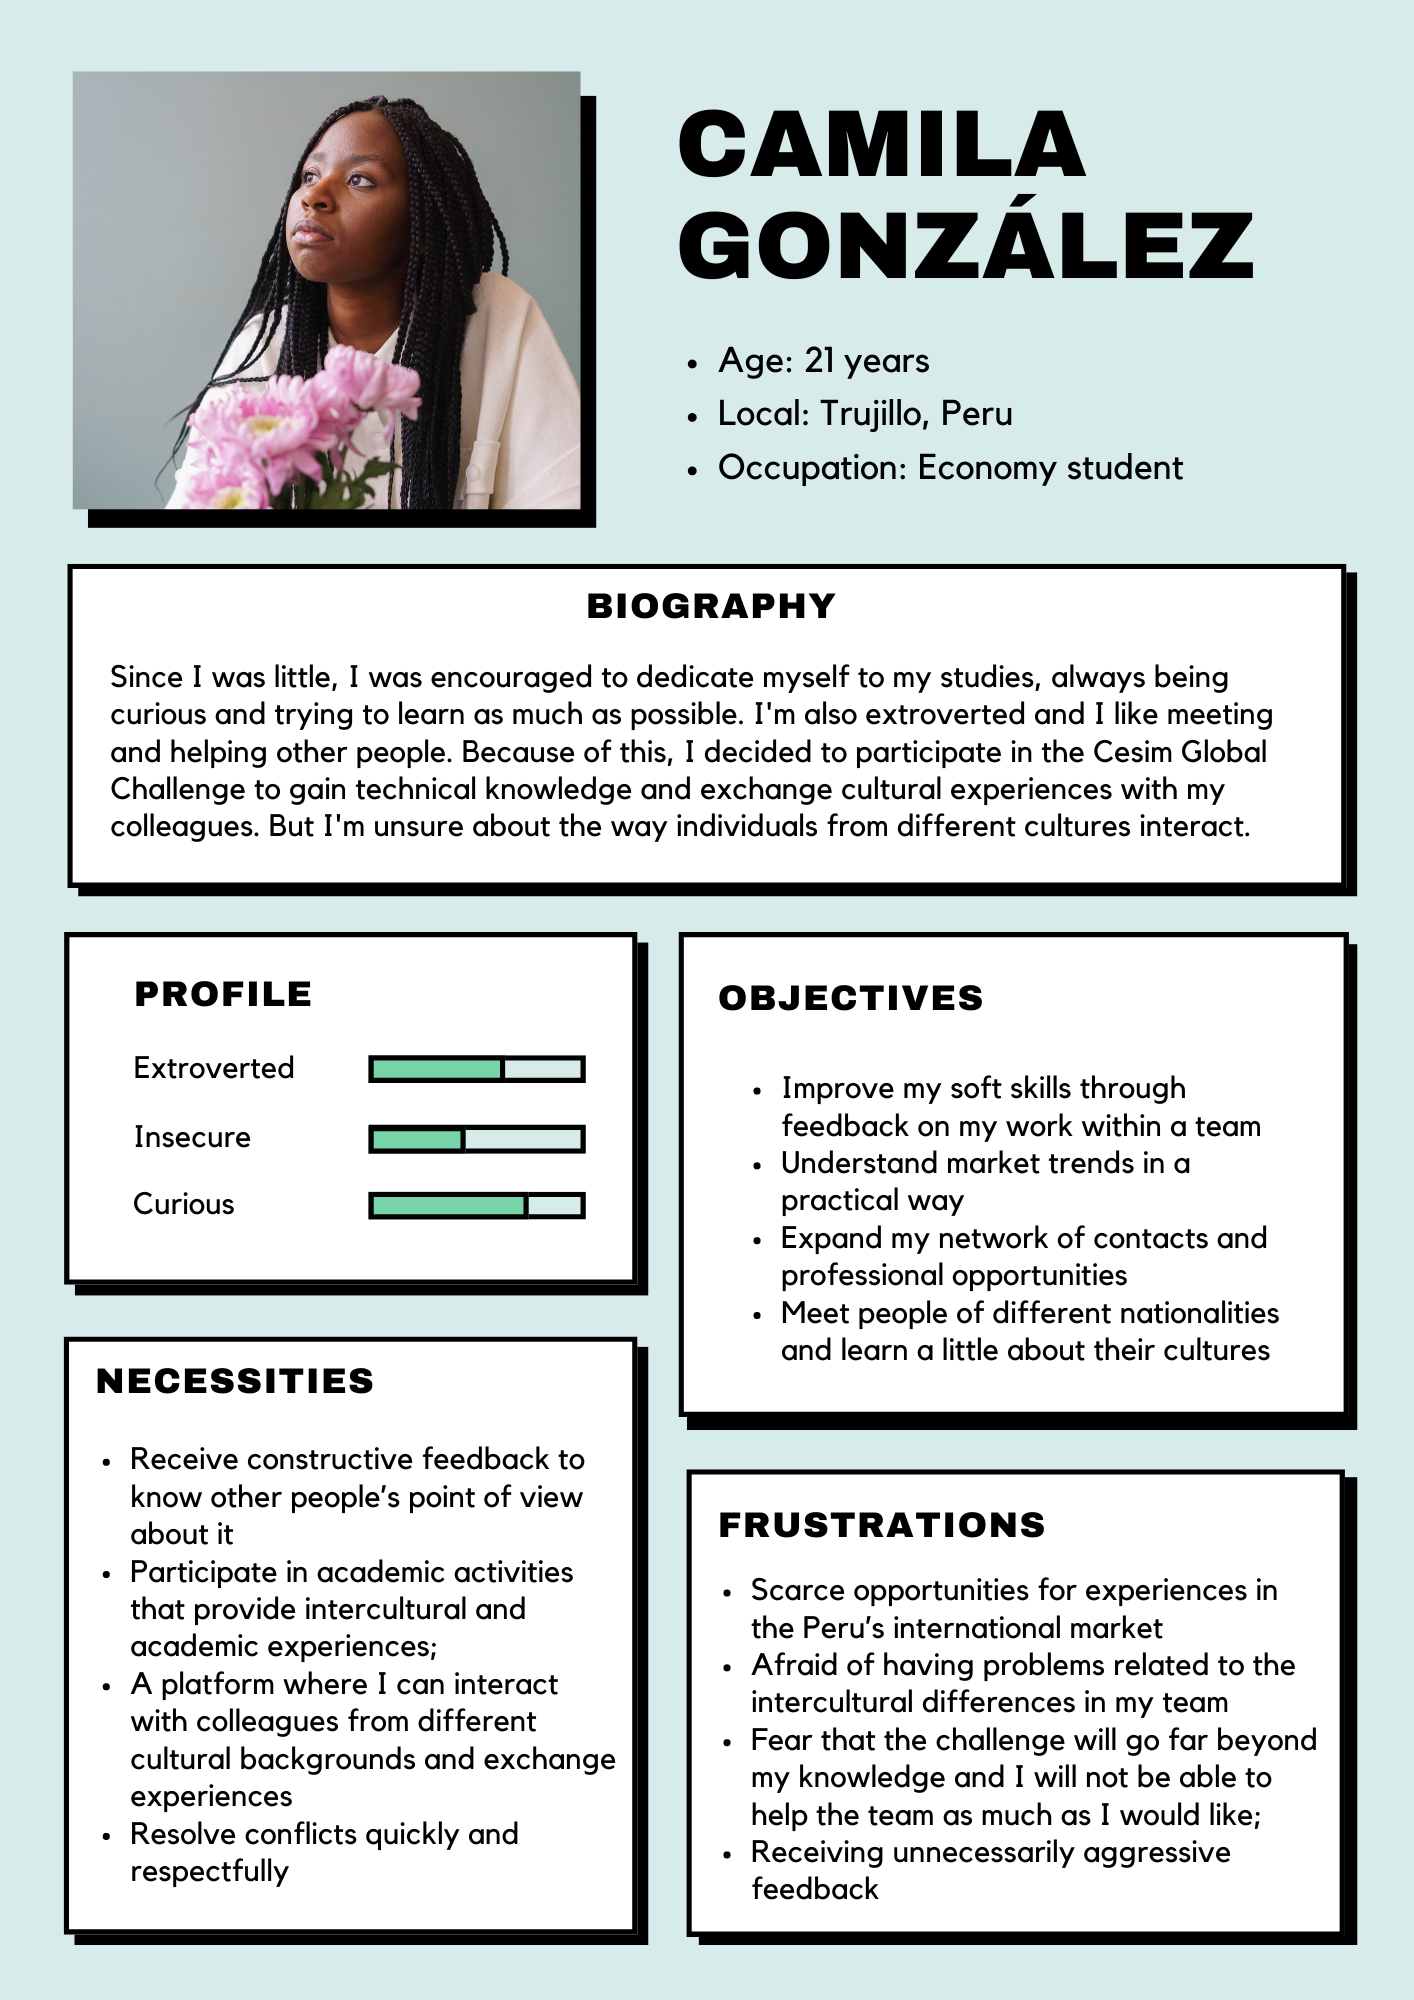 CAMILA
GONZÁLEZ
• Age: 21 years
• Local: Trujillo, Peru
• Occupation: Economy student
BIOGRAPHY
Since I was little, I was encouraged to dedicate myself to my studies, always being
curious and trying to learn as much as possible. I'm also extroverted and I like meeting
and helping other people. Because of this, I decided to participate in the Cesim Global
Challenge to gain technical knowledge and exchange cultural experiences with my
colleagues. But I'm unsure about the way individuals from different cultures interact.
PROFILE
Extroverted
Insecure
Curious
OBJECTIVES
• Improve my soft skills through
feedback on my work within a team
• Understand market trends in a
practical way
• Expand my network of contacts and
professional opportunities
• Meet people of different nationalities
and learn a little about their cultures
NECESSITIES
• Receive constructive feedback to
know other people’s point of view
about it
• Participate in academic activities
that provide intercultural and
academic experiences;
• A platform where I can interact
with colleagues from different
cultural backgrounds and exchange
experiences
• Resolve conflicts quickly and
respectfully
FRUSTRATIONS
• Scarce opportunities for experiences in
the Peru’s international market
• Afraid of having problems related to the
intercultural differences in my team
• Fear that the challenge will go far beyond
my knowledge and I will not be able to
help the team as much as I would like;
• Receiving unnecessarily aggressive
feedback